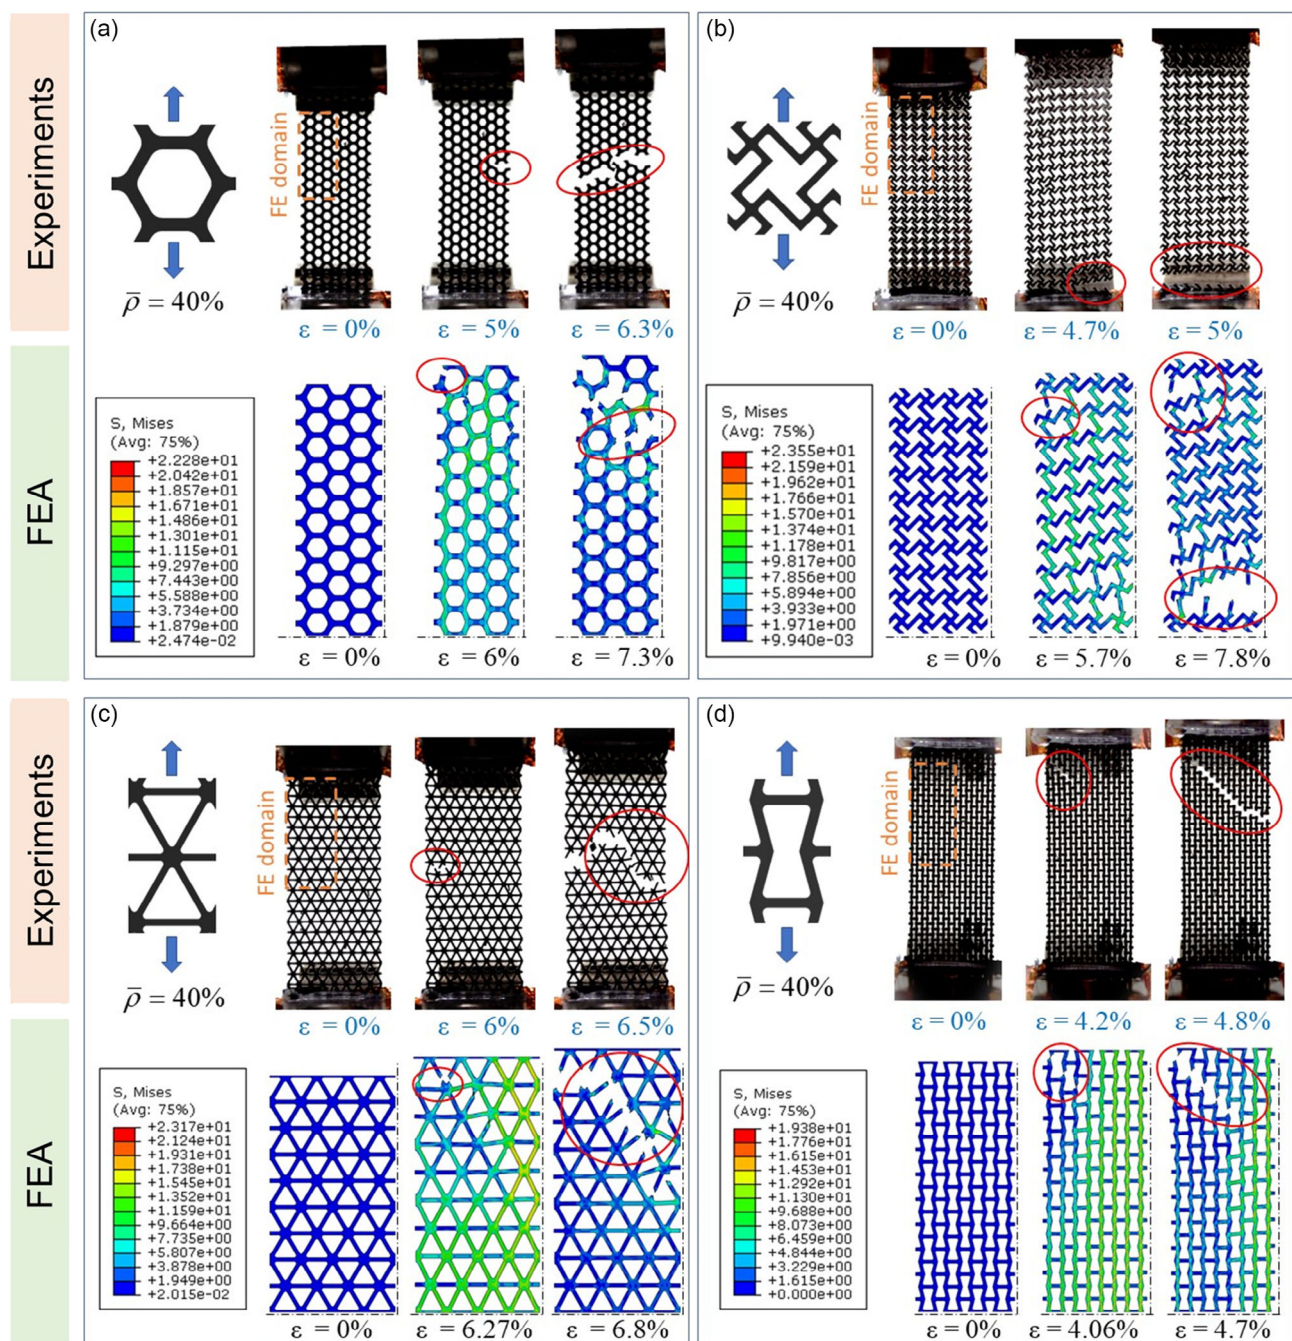 Experiments
(a)
FE domain
ρ̅ = 40%
ε = 0%
ε = 5%
ε = 6.3%
(b)
FE domain
ρ̅ = 40%
ε = 0%
ε = 4.7%
ε = 5%
FEA
S, Mises
(Avg: 75%)
+2.228e+01
+2.042e+01
+1.857e+01
+1.671e+01
+1.486e+01
+1.301e+01
+1.115e+01
+9.297e+00
+7.443e+00
+5.588e+00
+3.734e+00
+1.879e+00
+2.474e-02
ε = 0%
ε = 6%
ε = 7.3%
S, Mises
(Avg: 75%)
+2.355e+01
+2.159e+01
+1.962e+01
+1.766e+01
+1.570e+01
+1.374e+01
+1.178e+01
+9.817e+00
+7.856e+00
+5.894e+00
+3.933e+00
+1.971e+00
+9.940e-03
ε = 0%
ε = 5.7%
ε = 7.8%
Experiments
(c)
FE domain
ρ̅ = 40%
ε = 0%
ε = 6%
ε = 6.5%
(d)
FE domain
ρ̅ = 40%
ε = 0%
ε = 4.2%
ε = 4.8%
FEA
S, Mises
(Avg: 75%)
+2.317e+01
+2.124e+01
+1.931e+01
+1.738e+01
+1.545e+01
+1.352e+01
+1.159e+01
+9.664e+00
+7.735e+00
+5.807e+00
+3.878e+00
+1.949e+00
+2.015e-02
ε = 0%
ε = 6.27%
ε = 6.8%
S, Mises
(Avg: 75%)
+1.938e+01
+1.776e+01
+1.615e+01
+1.453e+01
+1.292e+01
+1.130e+01
+9.688e+00
+8.073e+00
+6.459e+00
+4.844e+00
+3.229e+00
+1.615e+00
+0.000e+00
ε = 0%
ε = 4.06%
ε = 4.7%